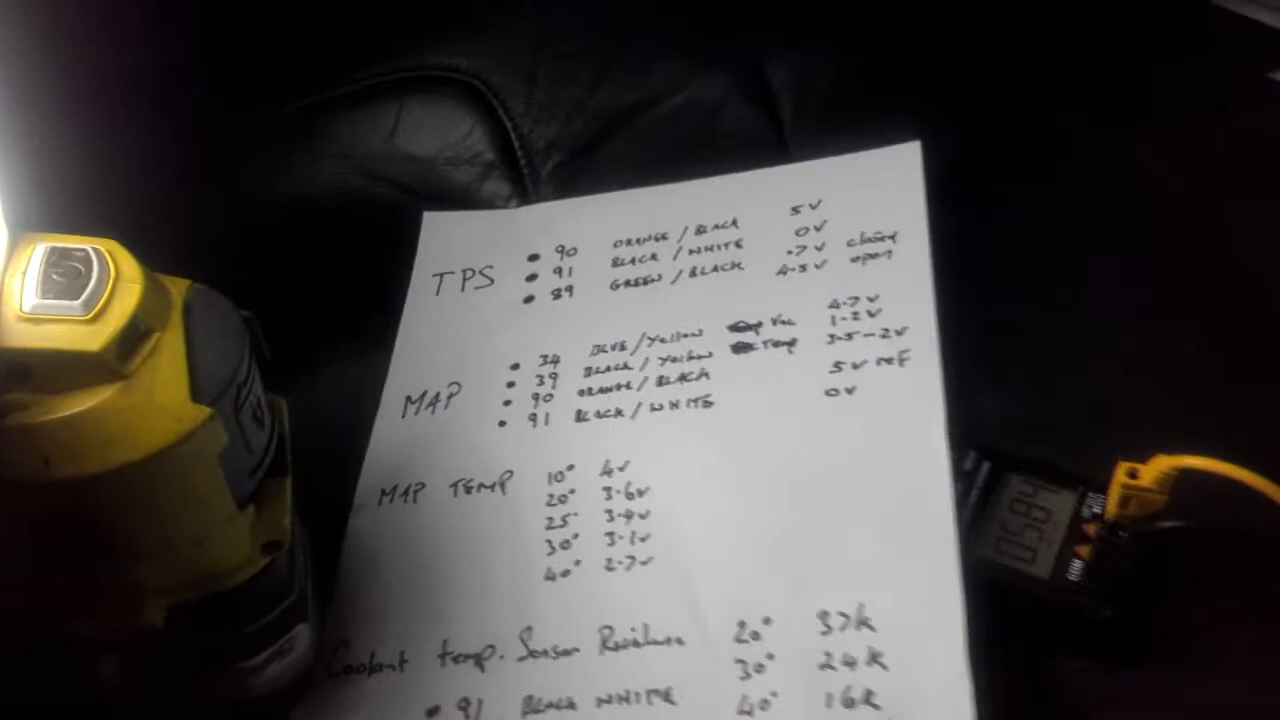 TPS
• 90 ORANGE / BLACK 5V
• 91 BLACK / WHITE 0V
• 89 GREEN / BLACK .7V closed
4.5V open
MAP
• 34 BLUE / Yellow Vac 4.7V
1.2V
• 39 BLACK / Yellow Temp 3.5-2V
• 90 ORANGE / BLACK 5V ref
• 91 BLACK / WHITE 0V
MAP TEMP 10° 4V
20° 3.6V
25° 3.4V
30° 3.1V
40° 2.7V
Coolant temp. Sensor Resistance 20° 37k
30° 24k
• 91 BLACK WHITE 40° 16k